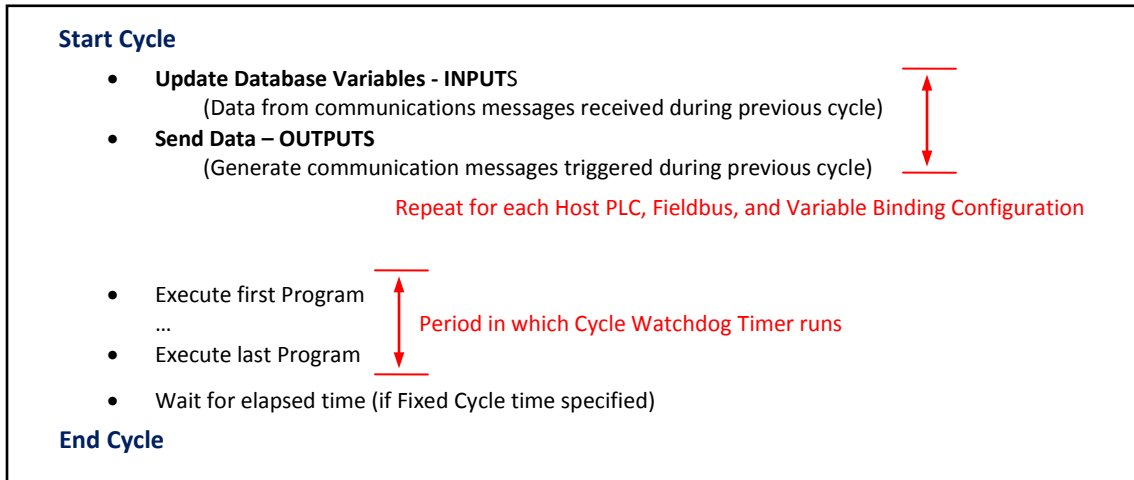 Start Cycle
• Update Database Variables - INPUTS
(Data from communications messages received during previous cycle)
• Send Data – OUTPUTS
(Generate communication messages triggered during previous cycle)
Repeat for each Host PLC, Fieldbus, and Variable Binding Configuration
• Execute first Program
...
Period in which Cycle Watchdog Timer runs
• Execute last Program
• Wait for elapsed time (if Fixed Cycle time specified)
End Cycle